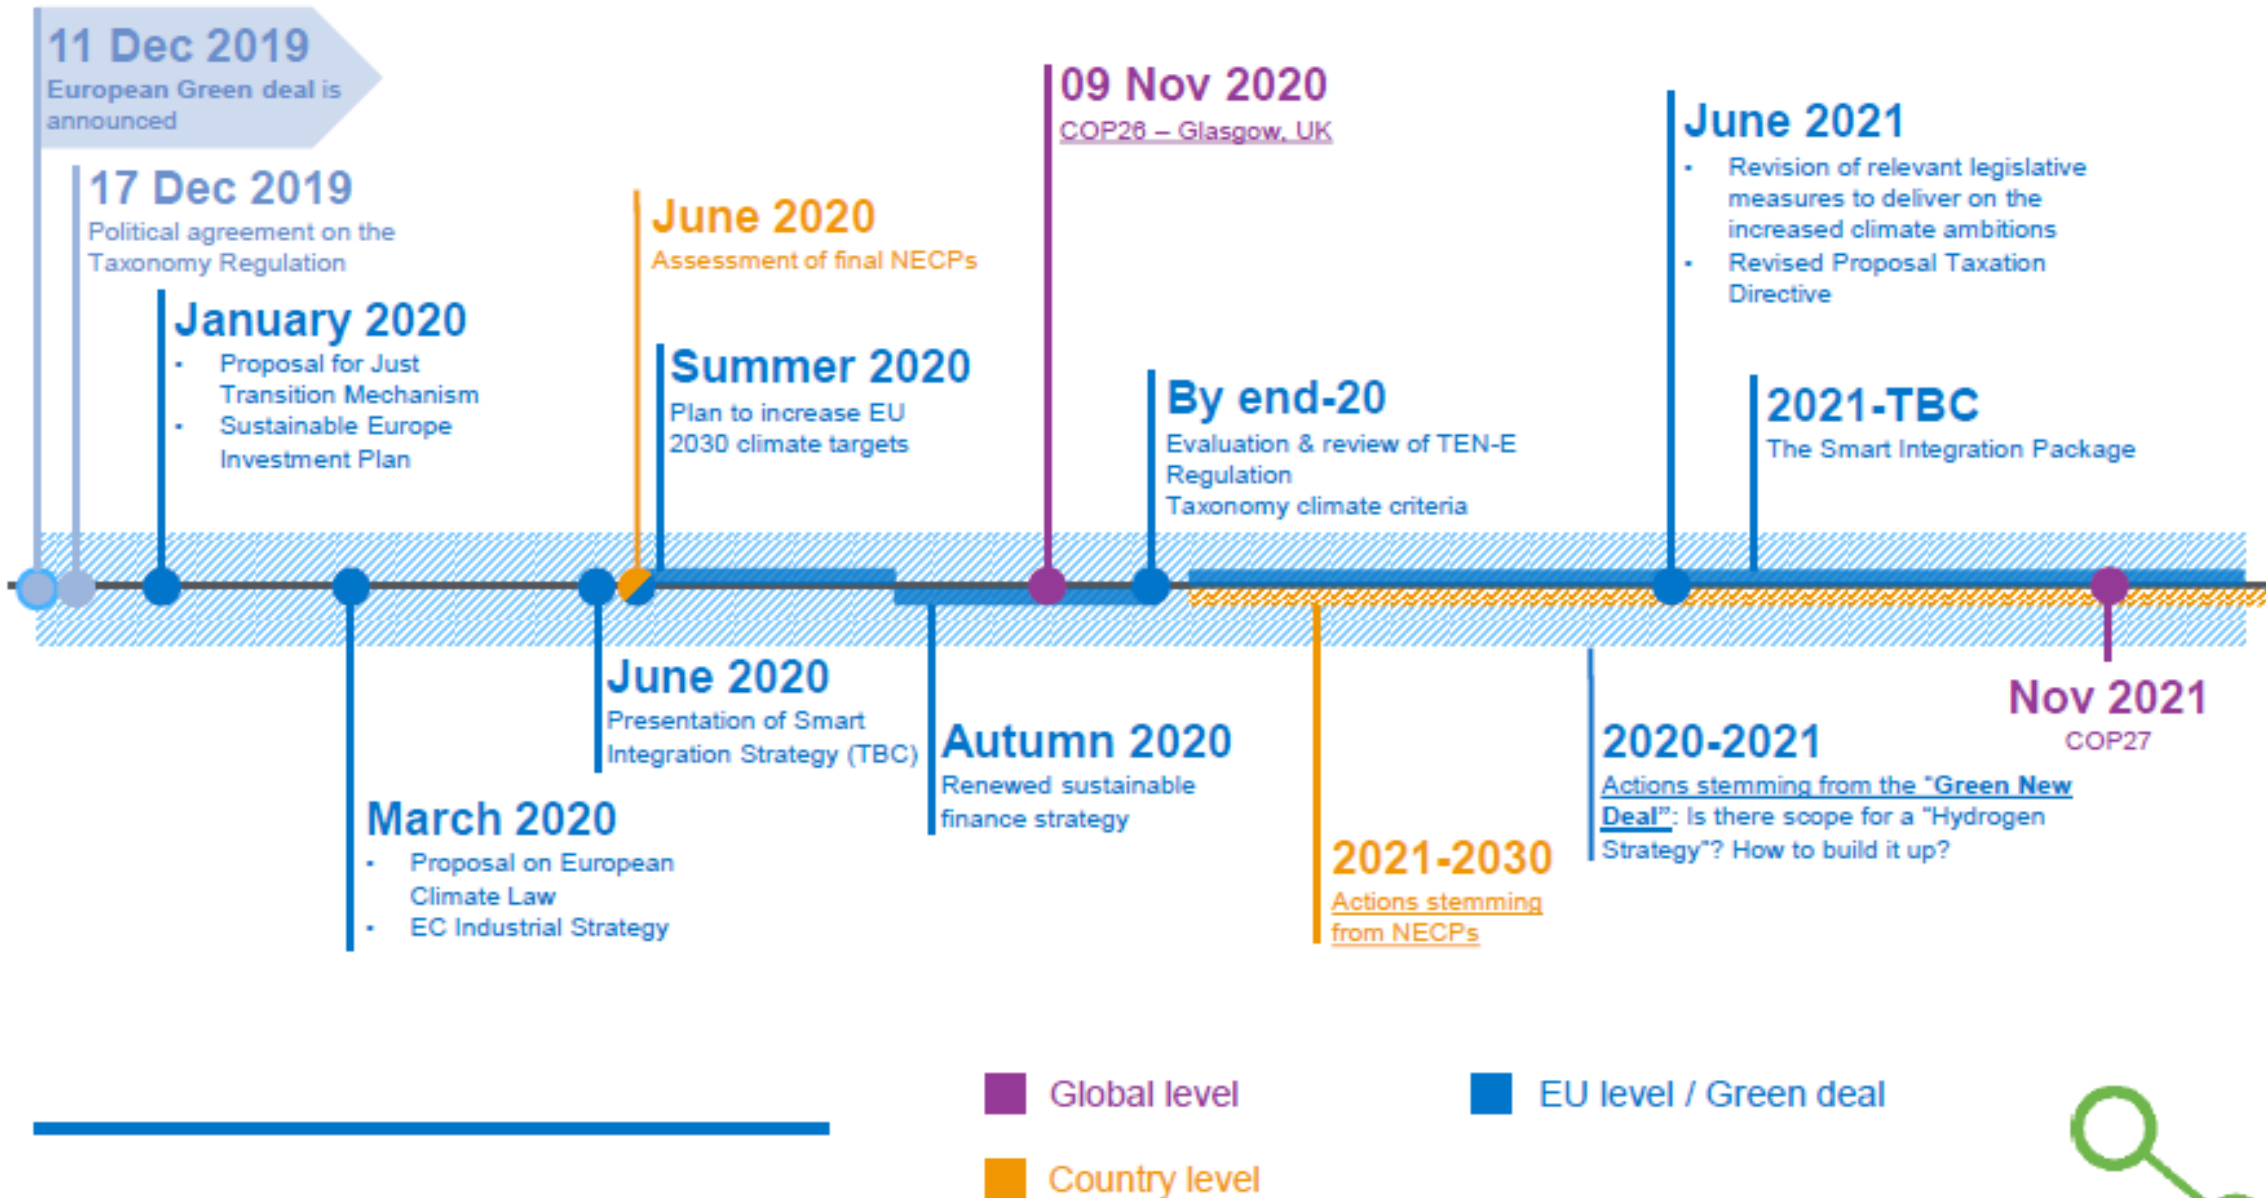 11 Dec 2019
European Green deal is
announced
17 Dec 2019
Political agreement on the
Taxonomy Regulation
January 2020
• Proposal for Just
Transition Mechanism
• Sustainable Europe
Investment Plan
June 2020
Assessment of final NECPs
Summer 2020
Plan to increase EU
2030 climate targets
09 Nov 2020
COP26 – Glasgow, UK
By end-20
Evaluation & review of TEN-E
Regulation
Taxonomy climate criteria
June 2021
• Revision of relevant legislative
measures to deliver on the
increased climate ambitions
• Revised Proposal Taxation
Directive
2021-TBC
The Smart Integration Package
March 2020
• Proposal on European
Climate Law
• EC Industrial Strategy
June 2020
Presentation of Smart
Integration Strategy (TBC)
Autumn 2020
Renewed sustainable
finance strategy
2021-2030
Actions stemming
from NECPs
2020-2021
Actions stemming from the “Green New
Deal”: Is there scope for a “Hydrogen
Strategy”? How to build it up?
Nov 2021
COP27
Global level
EU level / Green deal
Country level